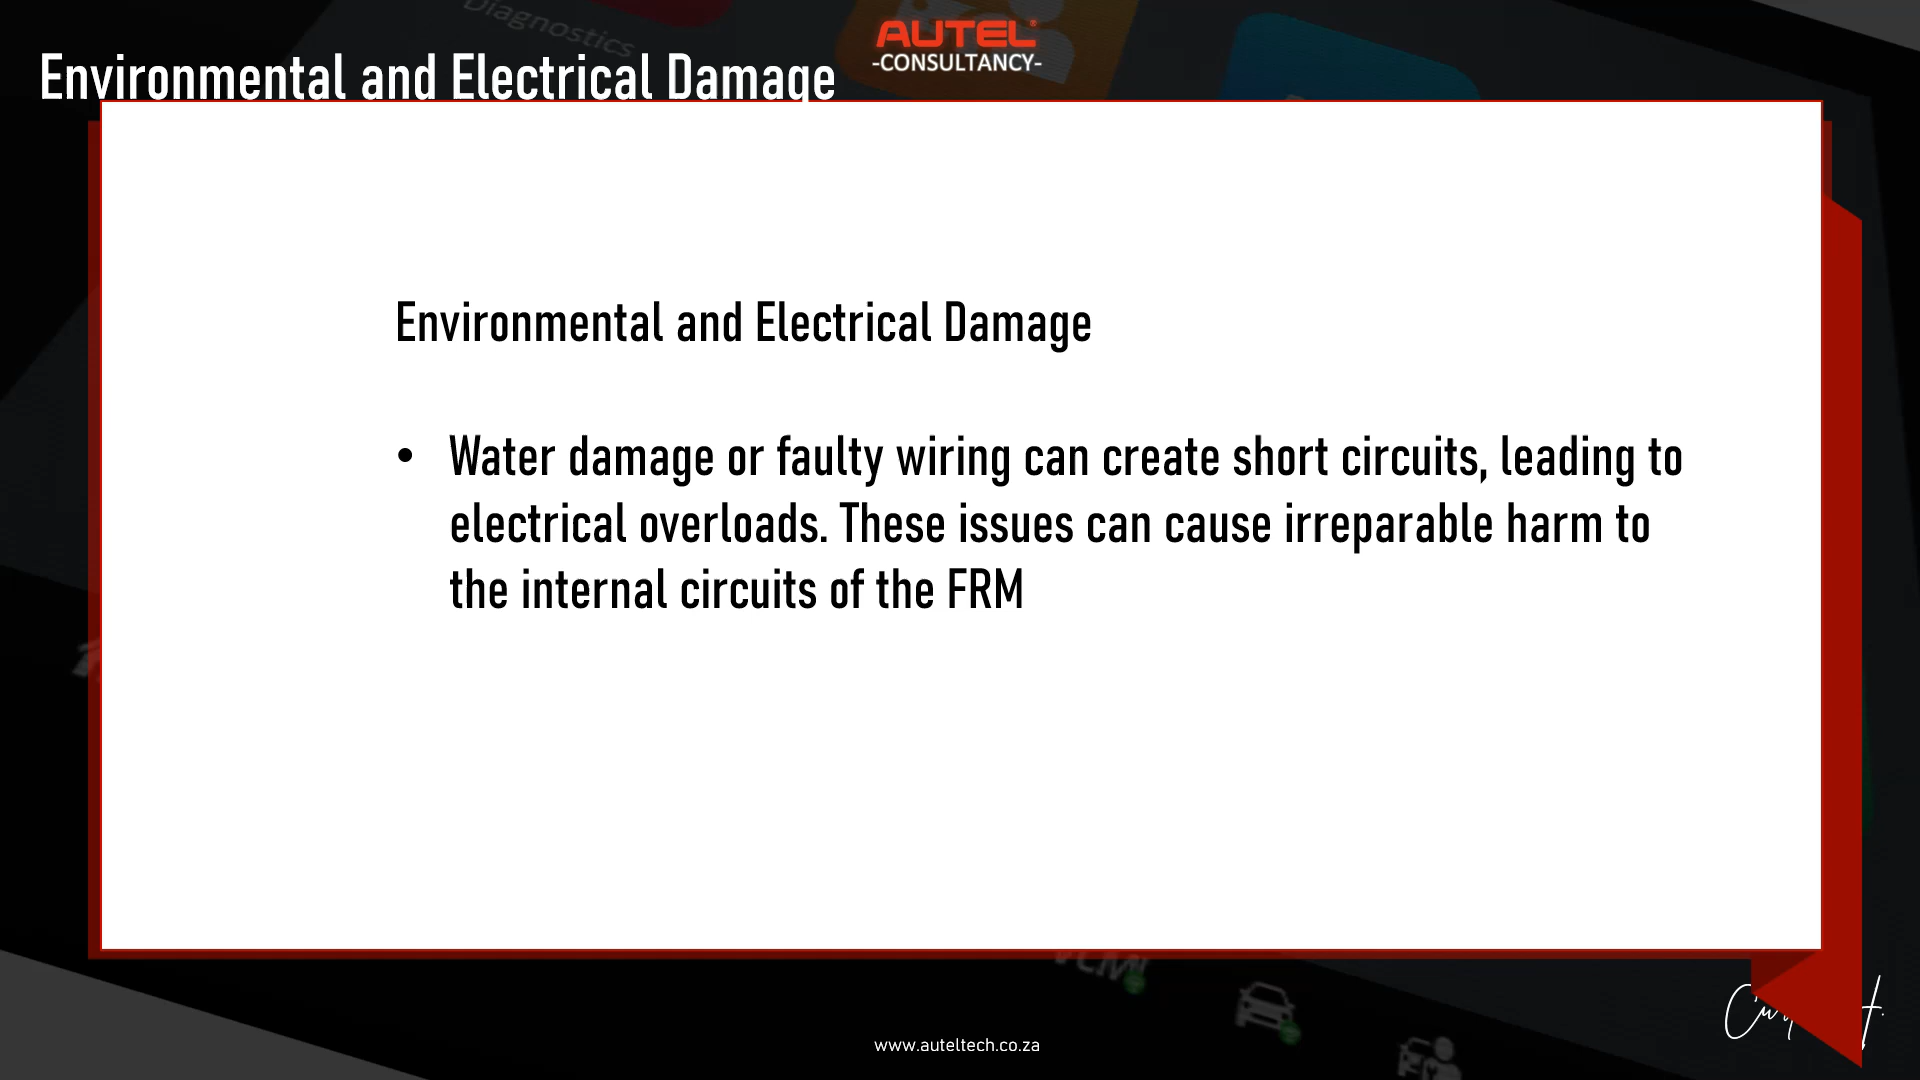 Diagnostics
AUTEL
-CONSULTANCY-
Environmental and Electrical Damage
Environmental and Electrical Damage
• Water damage or faulty wiring can create short circuits, leading to
electrical overloads. These issues can cause irreparable harm to
the internal circuits of the FRM
www.auteltech.co.za